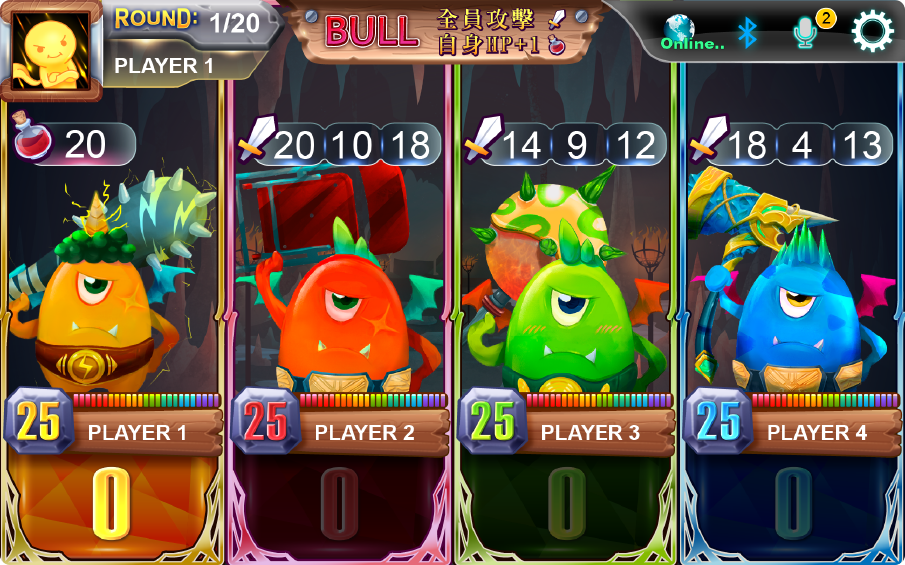 ROUND: 1/20
PLAYER 1
BULL
全員攻擊
自身HP+1
Online..
2
20
20 10 18
14 9 12
18 4 13
25 PLAYER 1
25 PLAYER 2
25 PLAYER 3
25 PLAYER 4
0
0
0
0